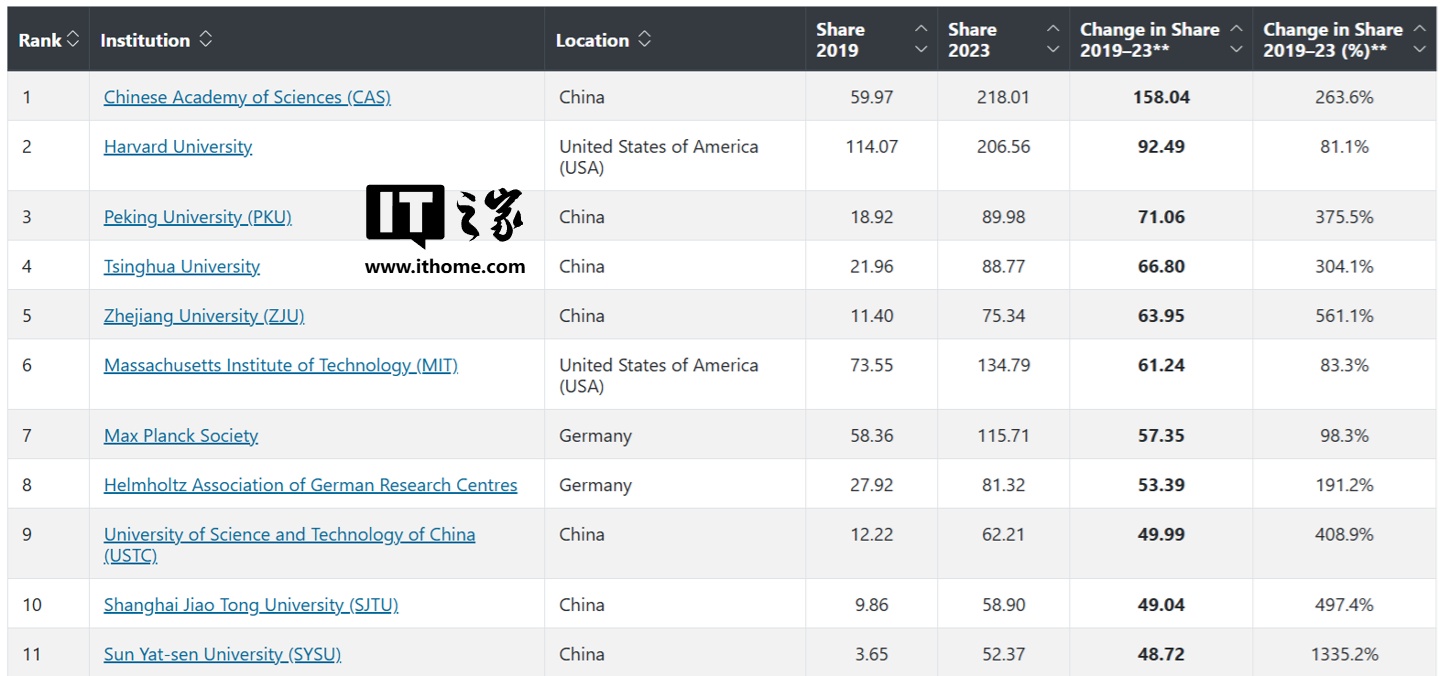 Rank Institution Location Share 2019 Share 2023 Change in Share 2019–23** Change in Share 2019–23 (%)**
1 Chinese Academy of Sciences (CAS) China 59.97 218.01 158.04 263.6%
2 Harvard University United States of America (USA) 114.07 206.56 92.49 81.1%
3 Peking University (PKU) China 18.92 89.98 71.06 375.5%
IT之家
www.ithome.com
4 Tsinghua University China 21.96 88.77 66.80 304.1%
5 Zhejiang University (ZJU) China 11.40 75.34 63.95 561.1%
6 Massachusetts Institute of Technology (MIT) United States of America (USA) 73.55 134.79 61.24 83.3%
7 Max Planck Society Germany 58.36 115.71 57.35 98.3%
8 Helmholtz Association of German Research Centres Germany 27.92 81.32 53.39 191.2%
9 University of Science and Technology of China (USTC) China 12.22 62.21 49.99 408.9%
10 Shanghai Jiao Tong University (SJTU) China 9.86 58.90 49.04 497.4%
11 Sun Yat-sen University (SYSU) China 3.65 52.37 48.72 1335.2%